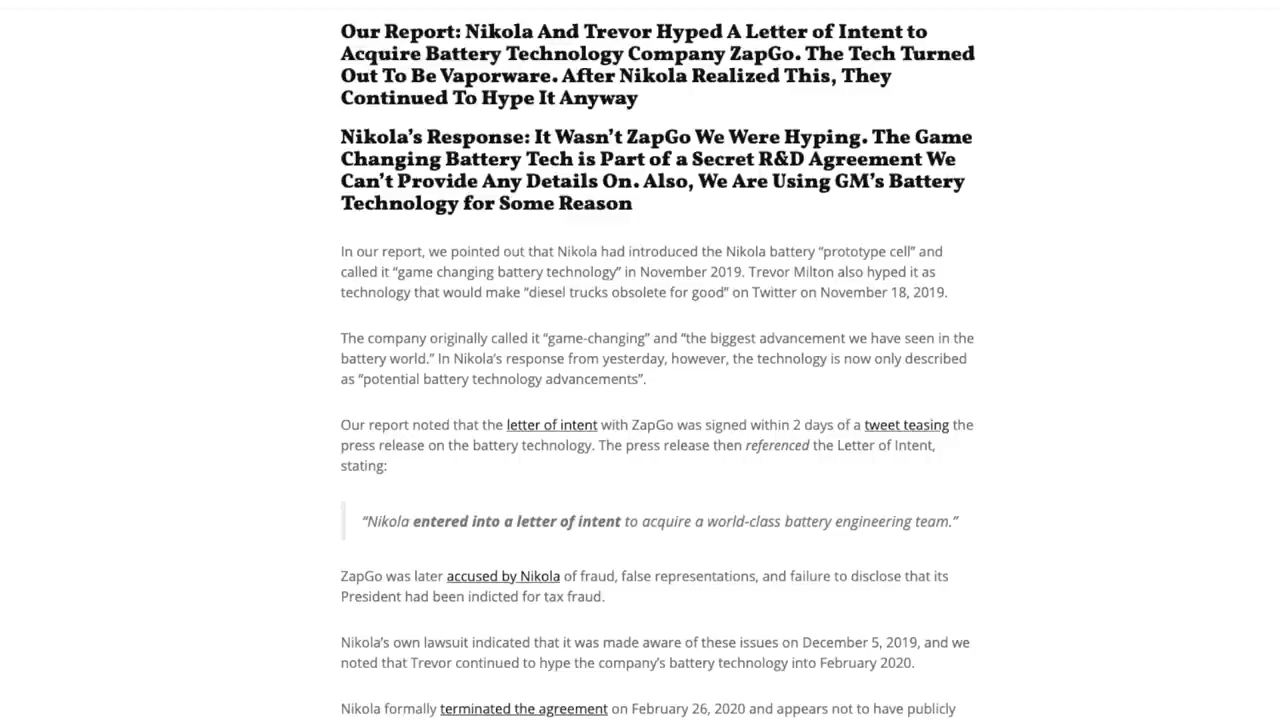 Our Report: Nikola And Trevor Hyped A Letter of Intent to
Acquire Battery Technology Company ZapGo. The Tech Turned
Out To Be Vaporware. After Nikola Realized This, They
Continued To Hype It Anyway
Nikola’s Response: It Wasn’t ZapGo We Were Hyping. The Game
Changing Battery Tech is Part of a Secret R&D Agreement We
Can’t Provide Any Details On. Also, We Are Using GM’s Battery
Technology for Some Reason
In our report, we pointed out that Nikola had introduced the Nikola battery “prototype cell” and
called it “game changing battery technology” in November 2019. Trevor Milton also hyped it as
technology that would make “diesel trucks obsolete for good” on Twitter on November 18, 2019.
The company originally called it “game-changing” and “the biggest advancement we have seen in the
battery world.” In Nikola’s response from yesterday, however, the technology is now only described
as “potential battery technology advancements”.
Our report noted that the letter of intent with ZapGo was signed within 2 days of a tweet teasing the
press release on the battery technology. The press release then referenced the Letter of Intent,
stating:
“Nikola entered into a letter of intent to acquire a world-class battery engineering team.”
ZapGo was later accused by Nikola of fraud, false representations, and failure to disclose that its
President had been indicted for tax fraud.
Nikola’s own lawsuit indicated that it was made aware of these issues on December 5, 2019, and we
noted that Trevor continued to hype the company’s battery technology into February 2020.
Nikola formally terminated the agreement on February 26, 2020 and appears not to have publicly